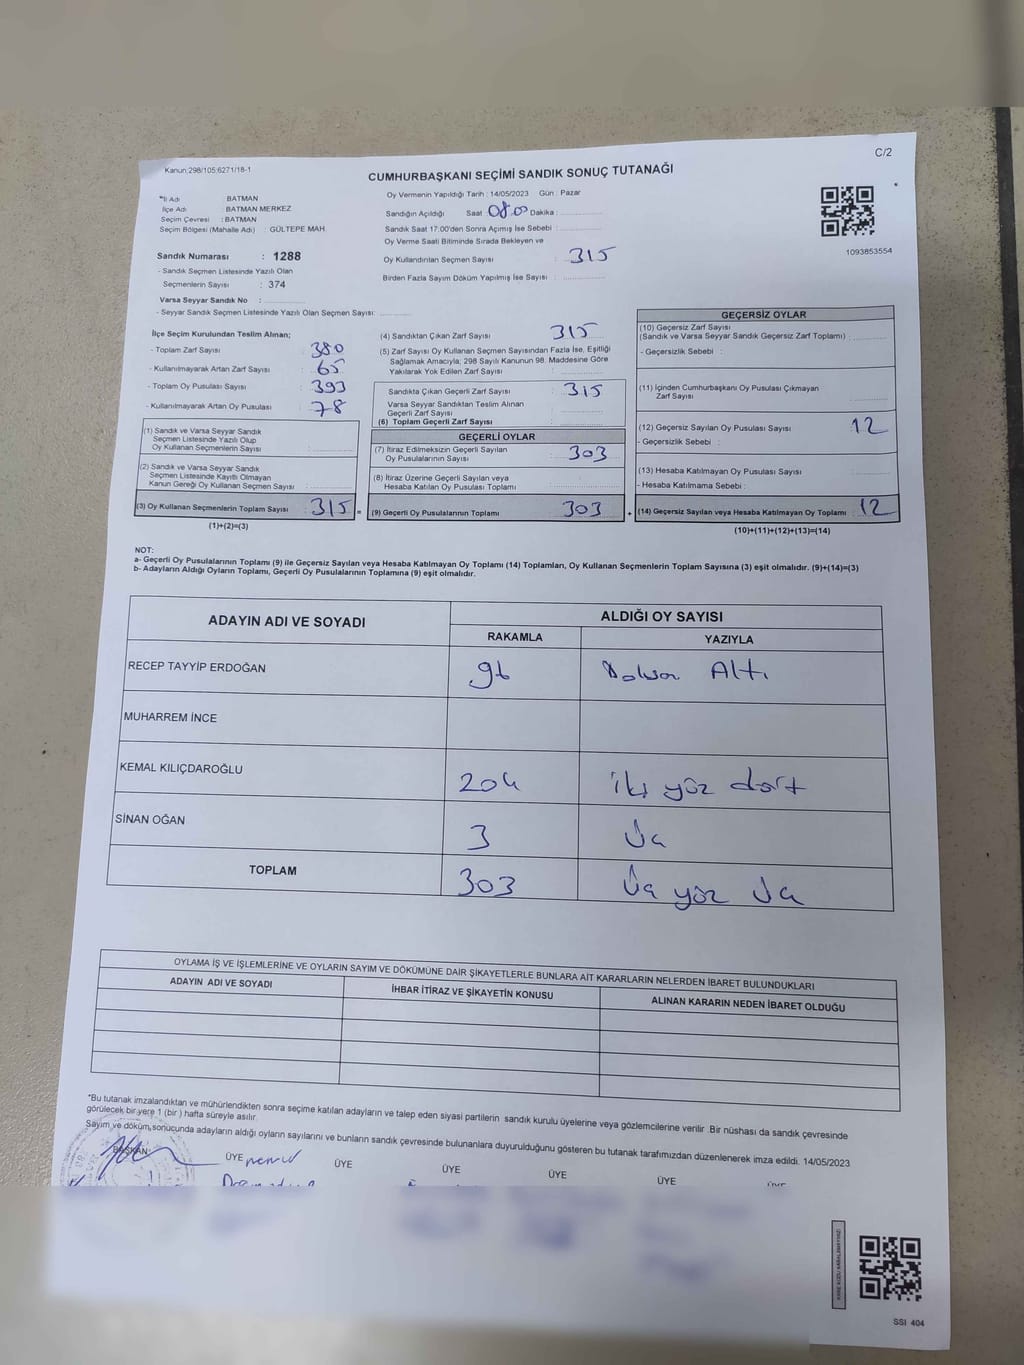 Kanun:298/105;6271/18-1
C/2
CUMHURBAŞKANI SEÇİMİ SANDIK SONUÇ TUTANAĞI
*İl Adı BATMAN
İlçe Adı BATMAN MERKEZ
Seçim Çevresi : BATMAN
Seçim Bölgesi (Mahalle Adı) : GÜLTEPE MAH.
Oy Vermenin Yapıldığı Tarih : 14/05/2023 Gün : Pazar
Sandığın Açıldığı Saat 08.00 Dakika :
Sandık Saat 17:00'den Sonra Açımış İse Sebebi :
Oy Verme Saati Bitiminde Sırada Bekleyen ve
Oy Kullandırılan Seçmen Sayısı : 315
Birden Fazla Sayım Döküm Yapılmış İse Sayısı :
1093853554
Sandık Numarası : 1288
- Sandık Seçmen Listesinde Yazılı Olan
Seçmenlerin Sayısı : 374
Varsa Seyyar Sandık No :
- Seyyar Sandık Seçmen Listesinde Yazılı Olan Seçmen Sayısı:
İlçe Seçim Kurulundan Teslim Alınan;
- Toplam Zarf Sayısı : 380
- Kullanılmayarak Artan Zarf Sayısı : 65
- Toplam Oy Pusulası Sayısı : 393
- Kullanılmayarak Artan Oy Pusulası : 78
(1) Sandık ve Varsa Seyyar Sandık
Seçmen Listesinde Yazılı Olup
Oy Kullanan Seçmenlerin Sayısı :
(2) Sandık ve Varsa Seyyar Sandık
Seçmen Listesinde Kayıtlı Olmayan
Kanun Gereği Oy Kullanan Seçmen Sayısı :
(3) Oy Kullanan Seçmenlerin Toplam Sayısı : 315 =
(1)+(2)=(3)
(4) Sandıktan Çıkan Zarf Sayısı : 315
(5) Zarf Sayısı Oy Kullanan Seçmen Sayısından Fazla İse, Eşitliği
Sağlamak Amacıyla; 298 Sayılı Kanunun 98. Maddesine Göre
Yakılarak Yok Edilen Zarf Sayısı :
Sandıkta Çıkan Geçerli Zarf Sayısı : 315
Varsa Seyyar Sandıktan Teslim Alınan
Geçerli Zarf Sayısı :
(6) Toplam Geçerli Zarf Sayısı :
GEÇERLİ OYLAR
(7) İtiraz Edilmeksizin Geçerli Sayılan
Oy Pusulalarının Sayısı : 303
(8) İtiraz Üzerine Geçerli Sayılan veya
Hesaba Katılan Oy Pusulası Toplamı :
(9) Geçerli Oy Pusulalarının Toplamı : 303 +
GEÇERSİZ OYLAR
(10) Geçersiz Zarf Sayısı
(Sandık ve Varsa Seyyar Sandık Geçersiz Zarf Toplamı) :
- Geçersizlik Sebebi :
(11) İçinden Cumhurbaşkanı Oy Pusulası Çıkmayan
Zarf Sayısı :
(12) Geçersiz Sayılan Oy Pusulası Sayısı : 12
- Geçersizlik Sebebi :
(13) Hesaba Katılmayan Oy Pusulası Sayısı :
- Hesaba Katılmama Sebebi :
(14) Geçersiz Sayılan veya Hesaba Katılmayan Oy Toplamı : 12
(10)+(11)+(12)+(13)=(14)
NOT:
a- Geçerli Oy Pusulalarının Toplamı (9) ile Geçersiz Sayılan veya Hesaba Katılmayan Oy Toplamı (14) Toplamları, Oy Kullanan Seçmenlerin Toplam Sayısına (3) eşit olmalıdır. (9)+(14)=(3)
b- Adayların Aldığı Oyların Toplamı, Geçerli Oy Pusulalarının Toplamına (9) eşit olmalıdır.
ADAYIN ADI VE SOYADI
ALDIĞI OY SAYISI
RAKAMLA YAZIYLA
RECEP TAYYİP ERDOĞAN 96 Doksan Altı
MUHARREM İNCE
KEMAL KILIÇDAROĞLU 204 iki yüz dört
SİNAN OĞAN 3 Üç
TOPLAM 303 Üç yüz Üç
OYLAMA İŞ VE İŞLEMLERİNE VE OYLARIN SAYIM VE DÖKÜMÜNE DAİR ŞİKAYETLERLE BUNLARA AİT KARARLARIN NELERDEN İBARET BULUNDUKLARI
ADAYIN ADI VE SOYADI İHBAR İTİRAZ VE ŞİKAYETİN KONUSU ALINAN KARARIN NEDEN İBARET OLDUĞU
*Bu tutanak imzalandıktan ve mühürlendikten sonra seçime katılan adayların ve talep eden siyasi partilerin sandık kurulu üyelerine veya gözlemcilerine verilir .Bir nüshası da sandık çevresinde
görülecek bir yere 1 (bir ) hafta süreyle asılır.
Sayım ve döküm sonucunda adayların aldığı oyların sayılarını ve bunların sandık çevresinde bulunanlara duyurulduğunu gösteren bu tutanak tarafımızdan düzenlenerek imza edildi. 14/05/2023
BAŞKAN ÜYE ÜYE ÜYE ÜYE ÜYE
SSI 404